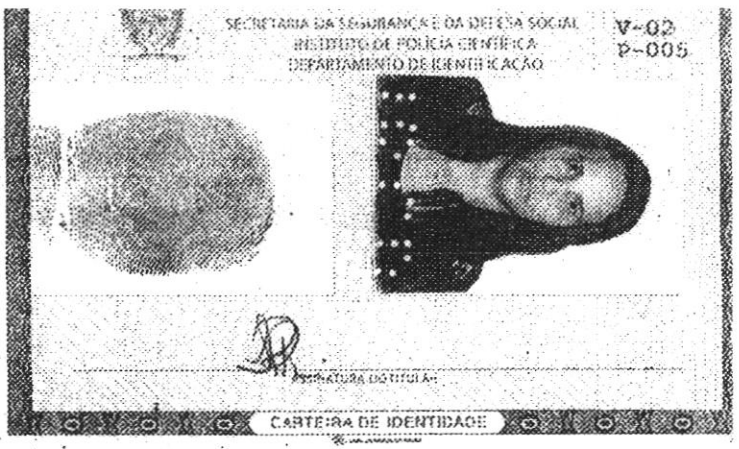 SECRETARIA DA SEGURANÇA E DA DEFESA SOCIAL
INSTITUTO DE POLÍCIA CIENTÍFICA
DEPARTAMENTO DE IDENTIFICAÇÃO
V-02
P-005
ASSINATURA DO TITULAR
CARTEIRA DE IDENTIDADE